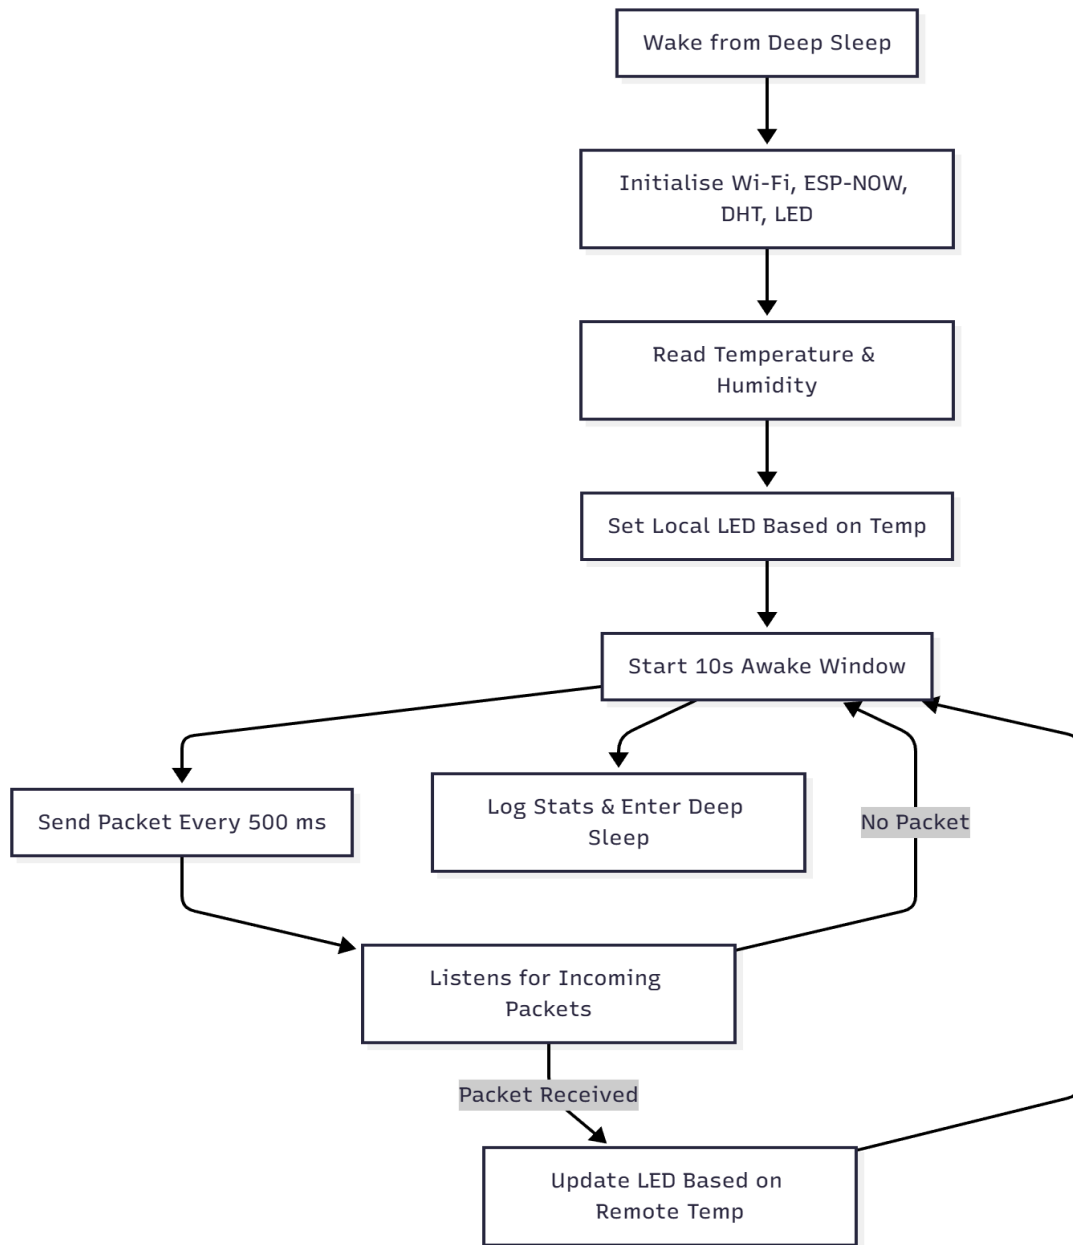 Wake from Deep Sleep
Initialise Wi-Fi, ESP-NOW,
DHT, LED
Read Temperature &
Humidity
Set Local LED Based on Temp
Start 10s Awake Window
Send Packet Every 500 ms
Log Stats & Enter Deep
Sleep
No Packet
Listens for Incoming
Packets
Packet Received
Update LED Based on
Remote Temp